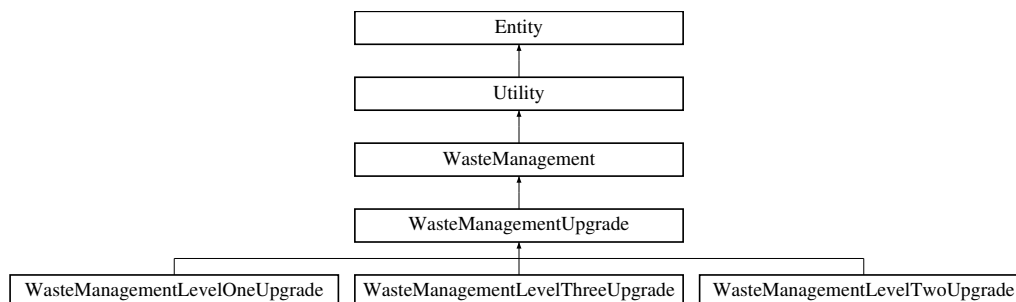 Entity
Utility
WasteManagement
WasteManagementUpgrade
WasteManagementLevelOneUpgrade
WasteManagementLevelThreeUpgrade
WasteManagementLevelTwoUpgrade